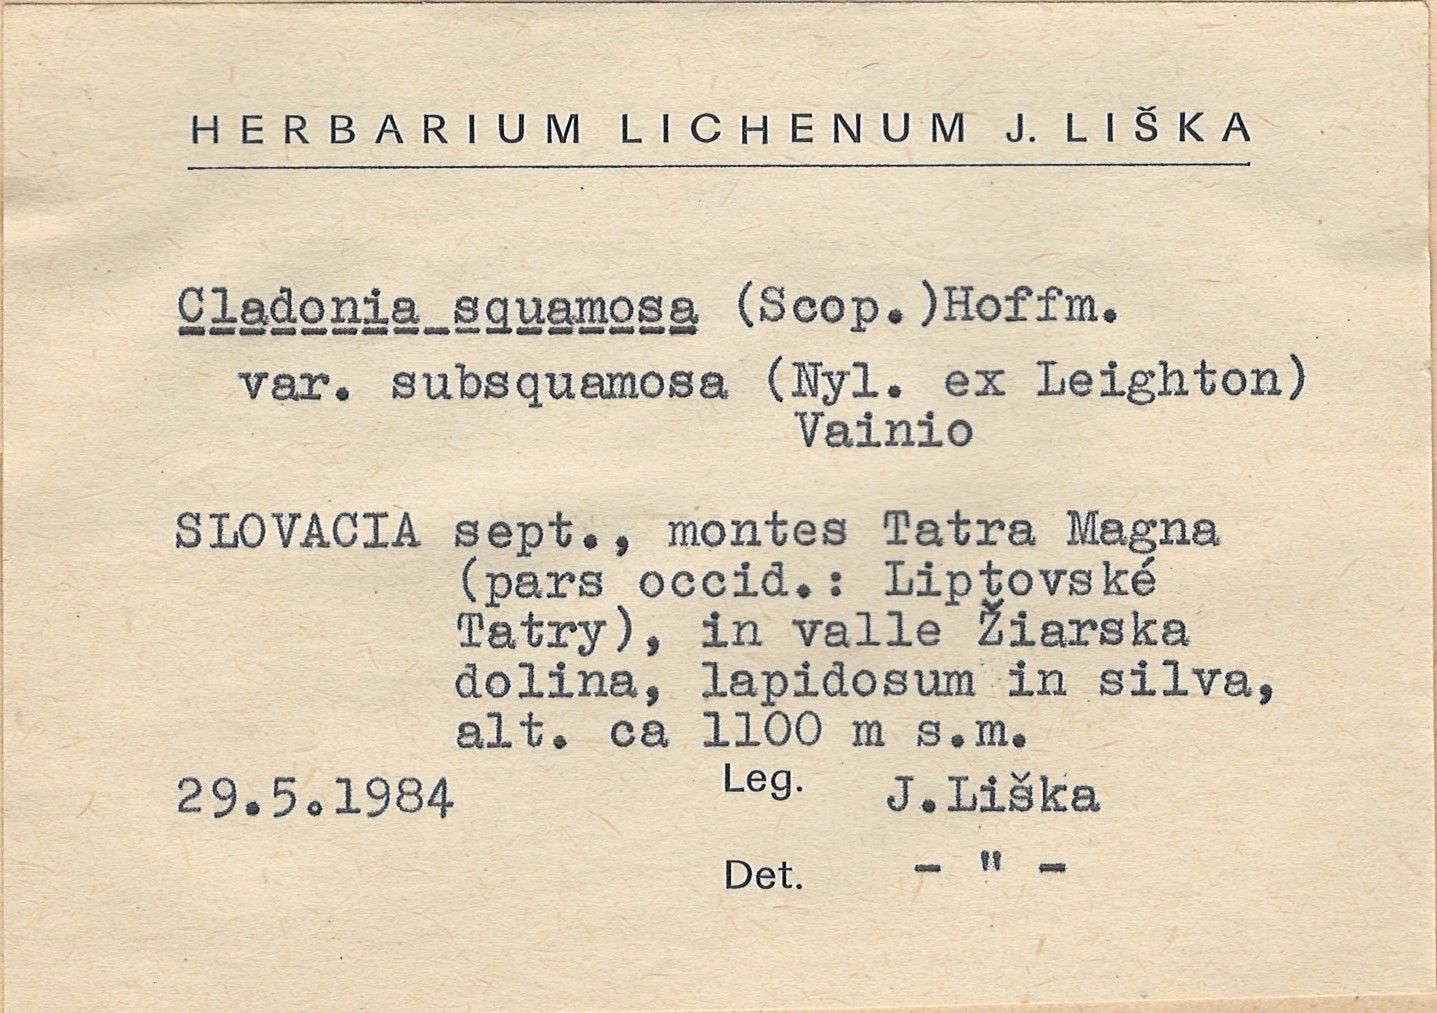 HERBARIUM LICHENUM J. LIŠKA
Cladonia squamosa (Scop.)Hoffm.
var. subsquamosa (Nyl. ex Leighton)
Vainio
SLOVACIA sept., montes Tatra Magna
(pars occid.: Liptovské
Tatry), in valle Žiarska
dolina, lapidosum in silva,
alt. ca 1100 m s.m.
29.5.1984 Leg. J.Liška
Det. - " -